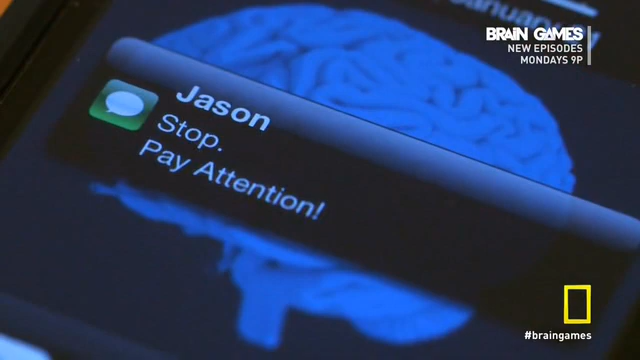 BRAIN GAMES
NEW EPISODES
MONDAYS 9P
Jason
Stop.
Pay Attention!
#braingames